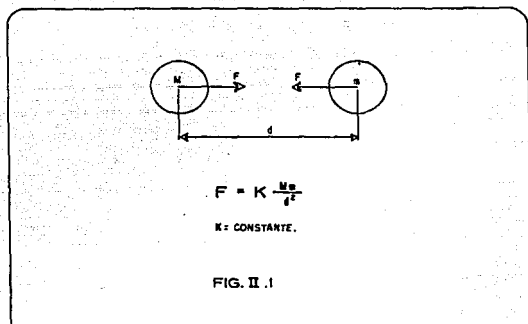 M F F m
d
F = K Mm/d²
K= CONSTANTE.
FIG. II .1